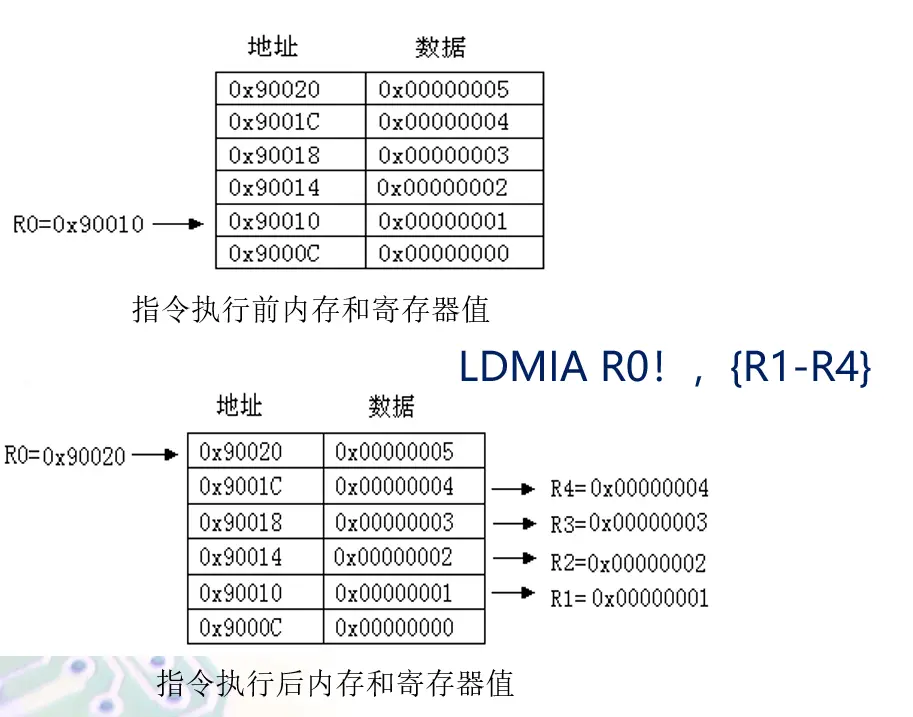 地址 数据
0x90020 0x00000005
0x9001C 0x00000004
0x90018 0x00000003
0x90014 0x00000002
R0=0x90010 0x90010 0x00000001
0x9000C 0x00000000
指令执行前内存和寄存器值
LDMIA R0！，{R1-R4}
地址 数据
R0=0x90020 0x90020 0x00000005
0x9001C 0x00000004 R4=0x00000004
0x90018 0x00000003 R3=0x00000003
0x90014 0x00000002 R2=0x00000002
0x90010 0x00000001 R1=0x00000001
0x9000C 0x00000000
指令执行后内存和寄存器值